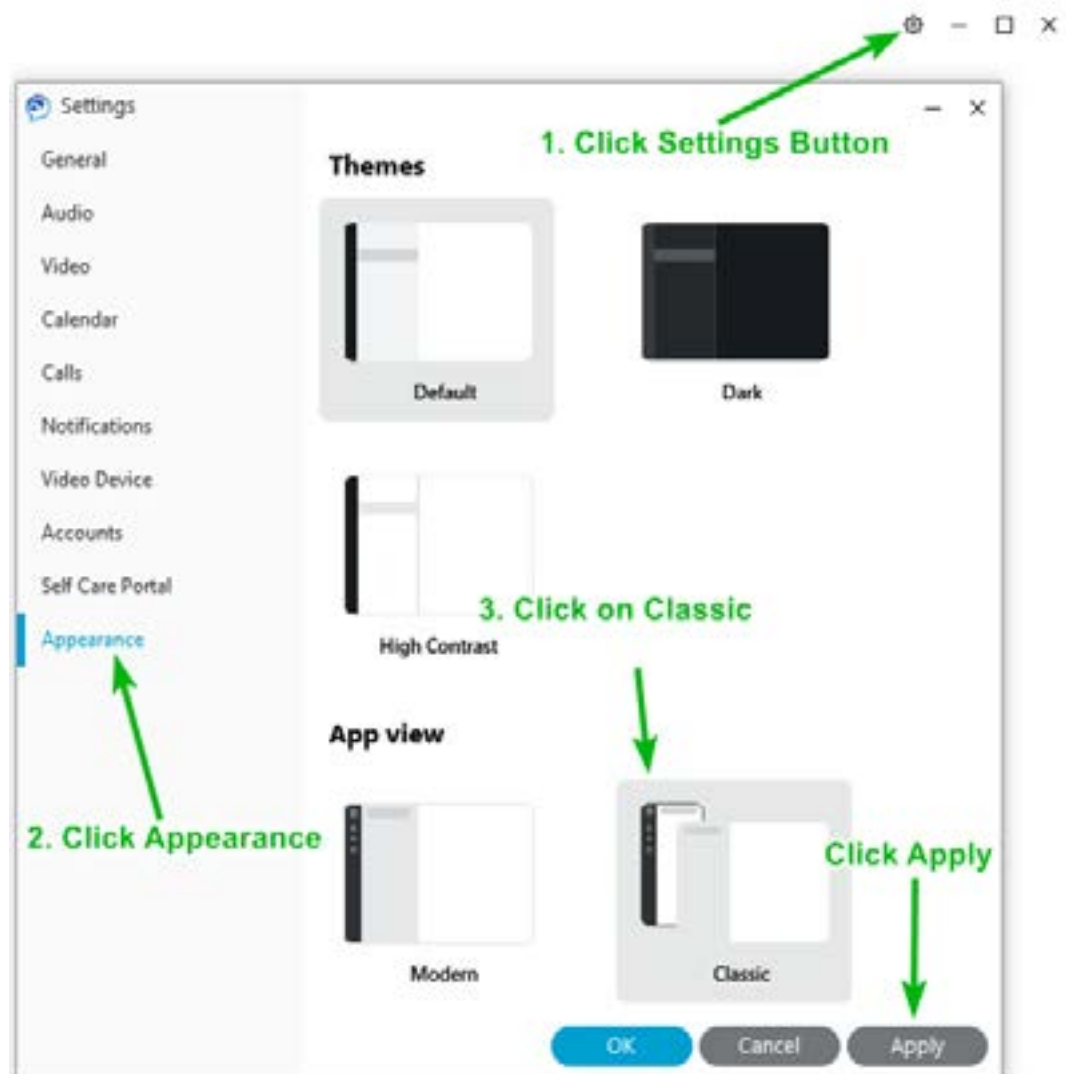 Settings
1. Click Settings Button
General
Audio
Video
Calendar
Calls
Notifications
Video Device
Accounts
Self Care Portal
Appearance
2. Click Appearance
Themes
Default
Dark
High Contrast
3. Click on Classic
App view
Modern
Classic
Click Apply
OK
Cancel
Apply